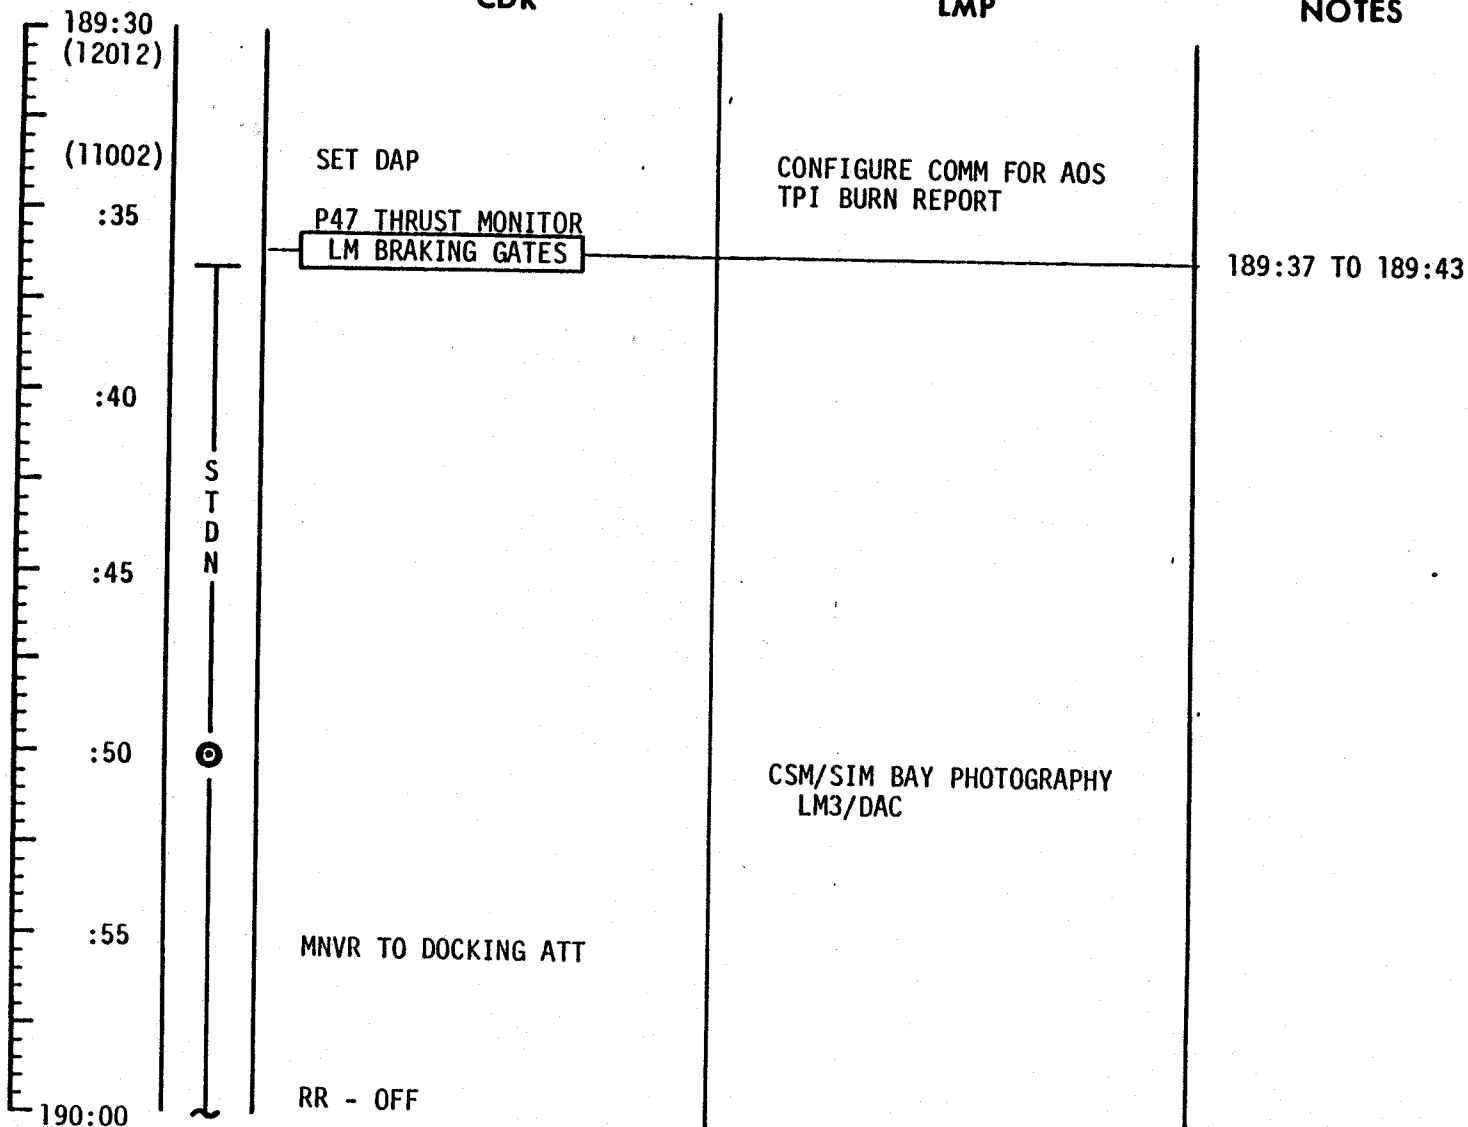 CDR
LMP
NOTES
189:30
(12012)
(11002)
SET DAP
CONFIGURE COMM FOR AOS
TPI BURN REPORT
:35
P47 THRUST MONITOR
LM BRAKING GATES
189:37 TO 189:43
:40
STDN
:45
:50
CSM/SIM BAY PHOTOGRAPHY
LM3/DAC
:55
MNVR TO DOCKING ATT
RR - OFF
190:00